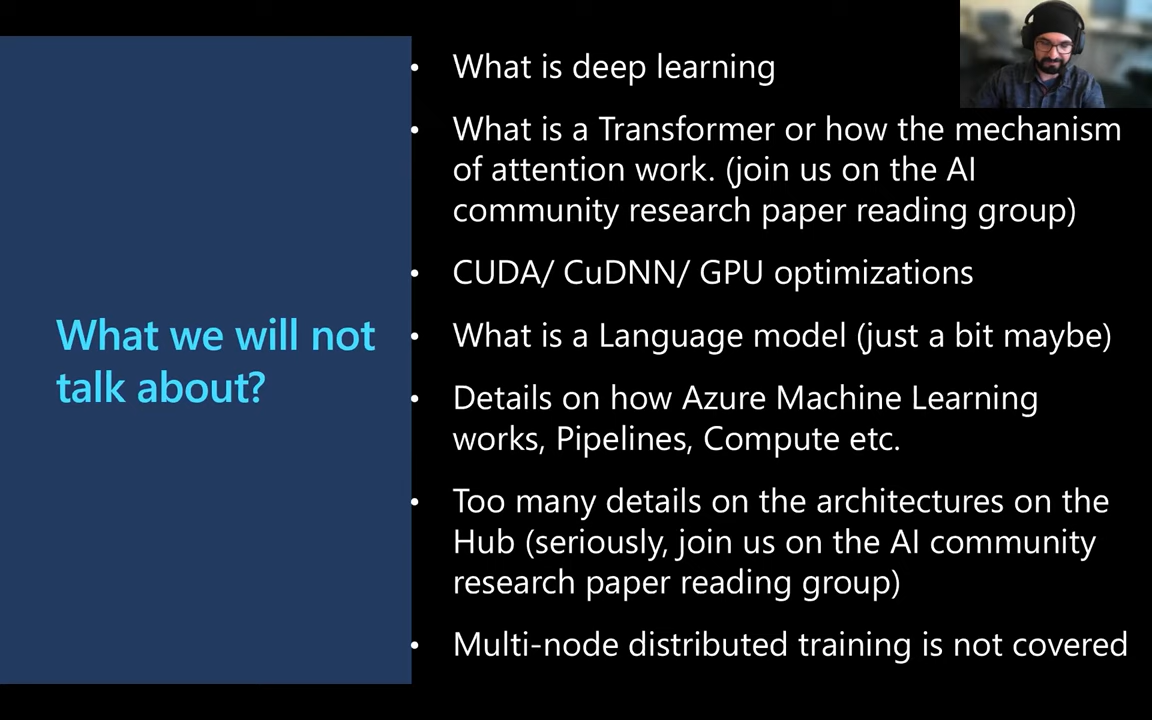 What we will not
talk about?
• What is deep learning
• What is a Transformer or how the mechanism
of attention work. (join us on the AI
community research paper reading group)
• CUDA/ CuDNN/ GPU optimizations
• What is a Language model (just a bit maybe)
• Details on how Azure Machine Learning
works, Pipelines, Compute etc.
• Too many details on the architectures on the
Hub (seriously, join us on the AI community
research paper reading group)
• Multi-node distributed training is not covered